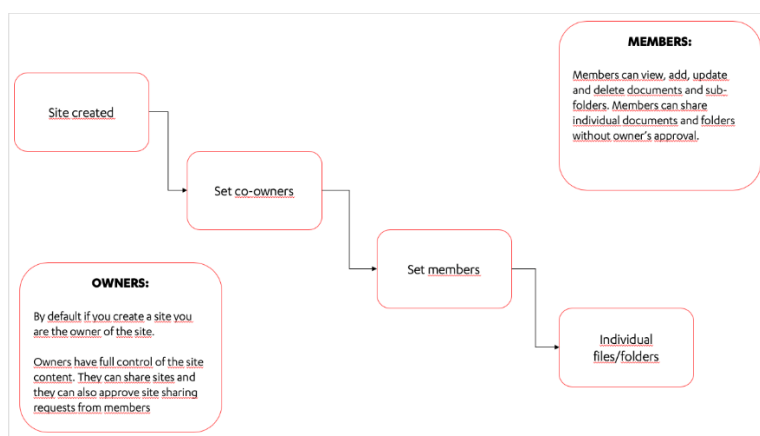 MEMBERS:
Members can view, add, update
and delete documents and sub-
folders. Members can share
individual documents and folders
without owner's approval.
Site created
Set co-owners
Set members
Individual
files/folders
OWNERS:
By default if you create a site you
are the owner of the site.
Owners have full control of the site
content. They can share sites and
they can also approve site sharing
requests from members